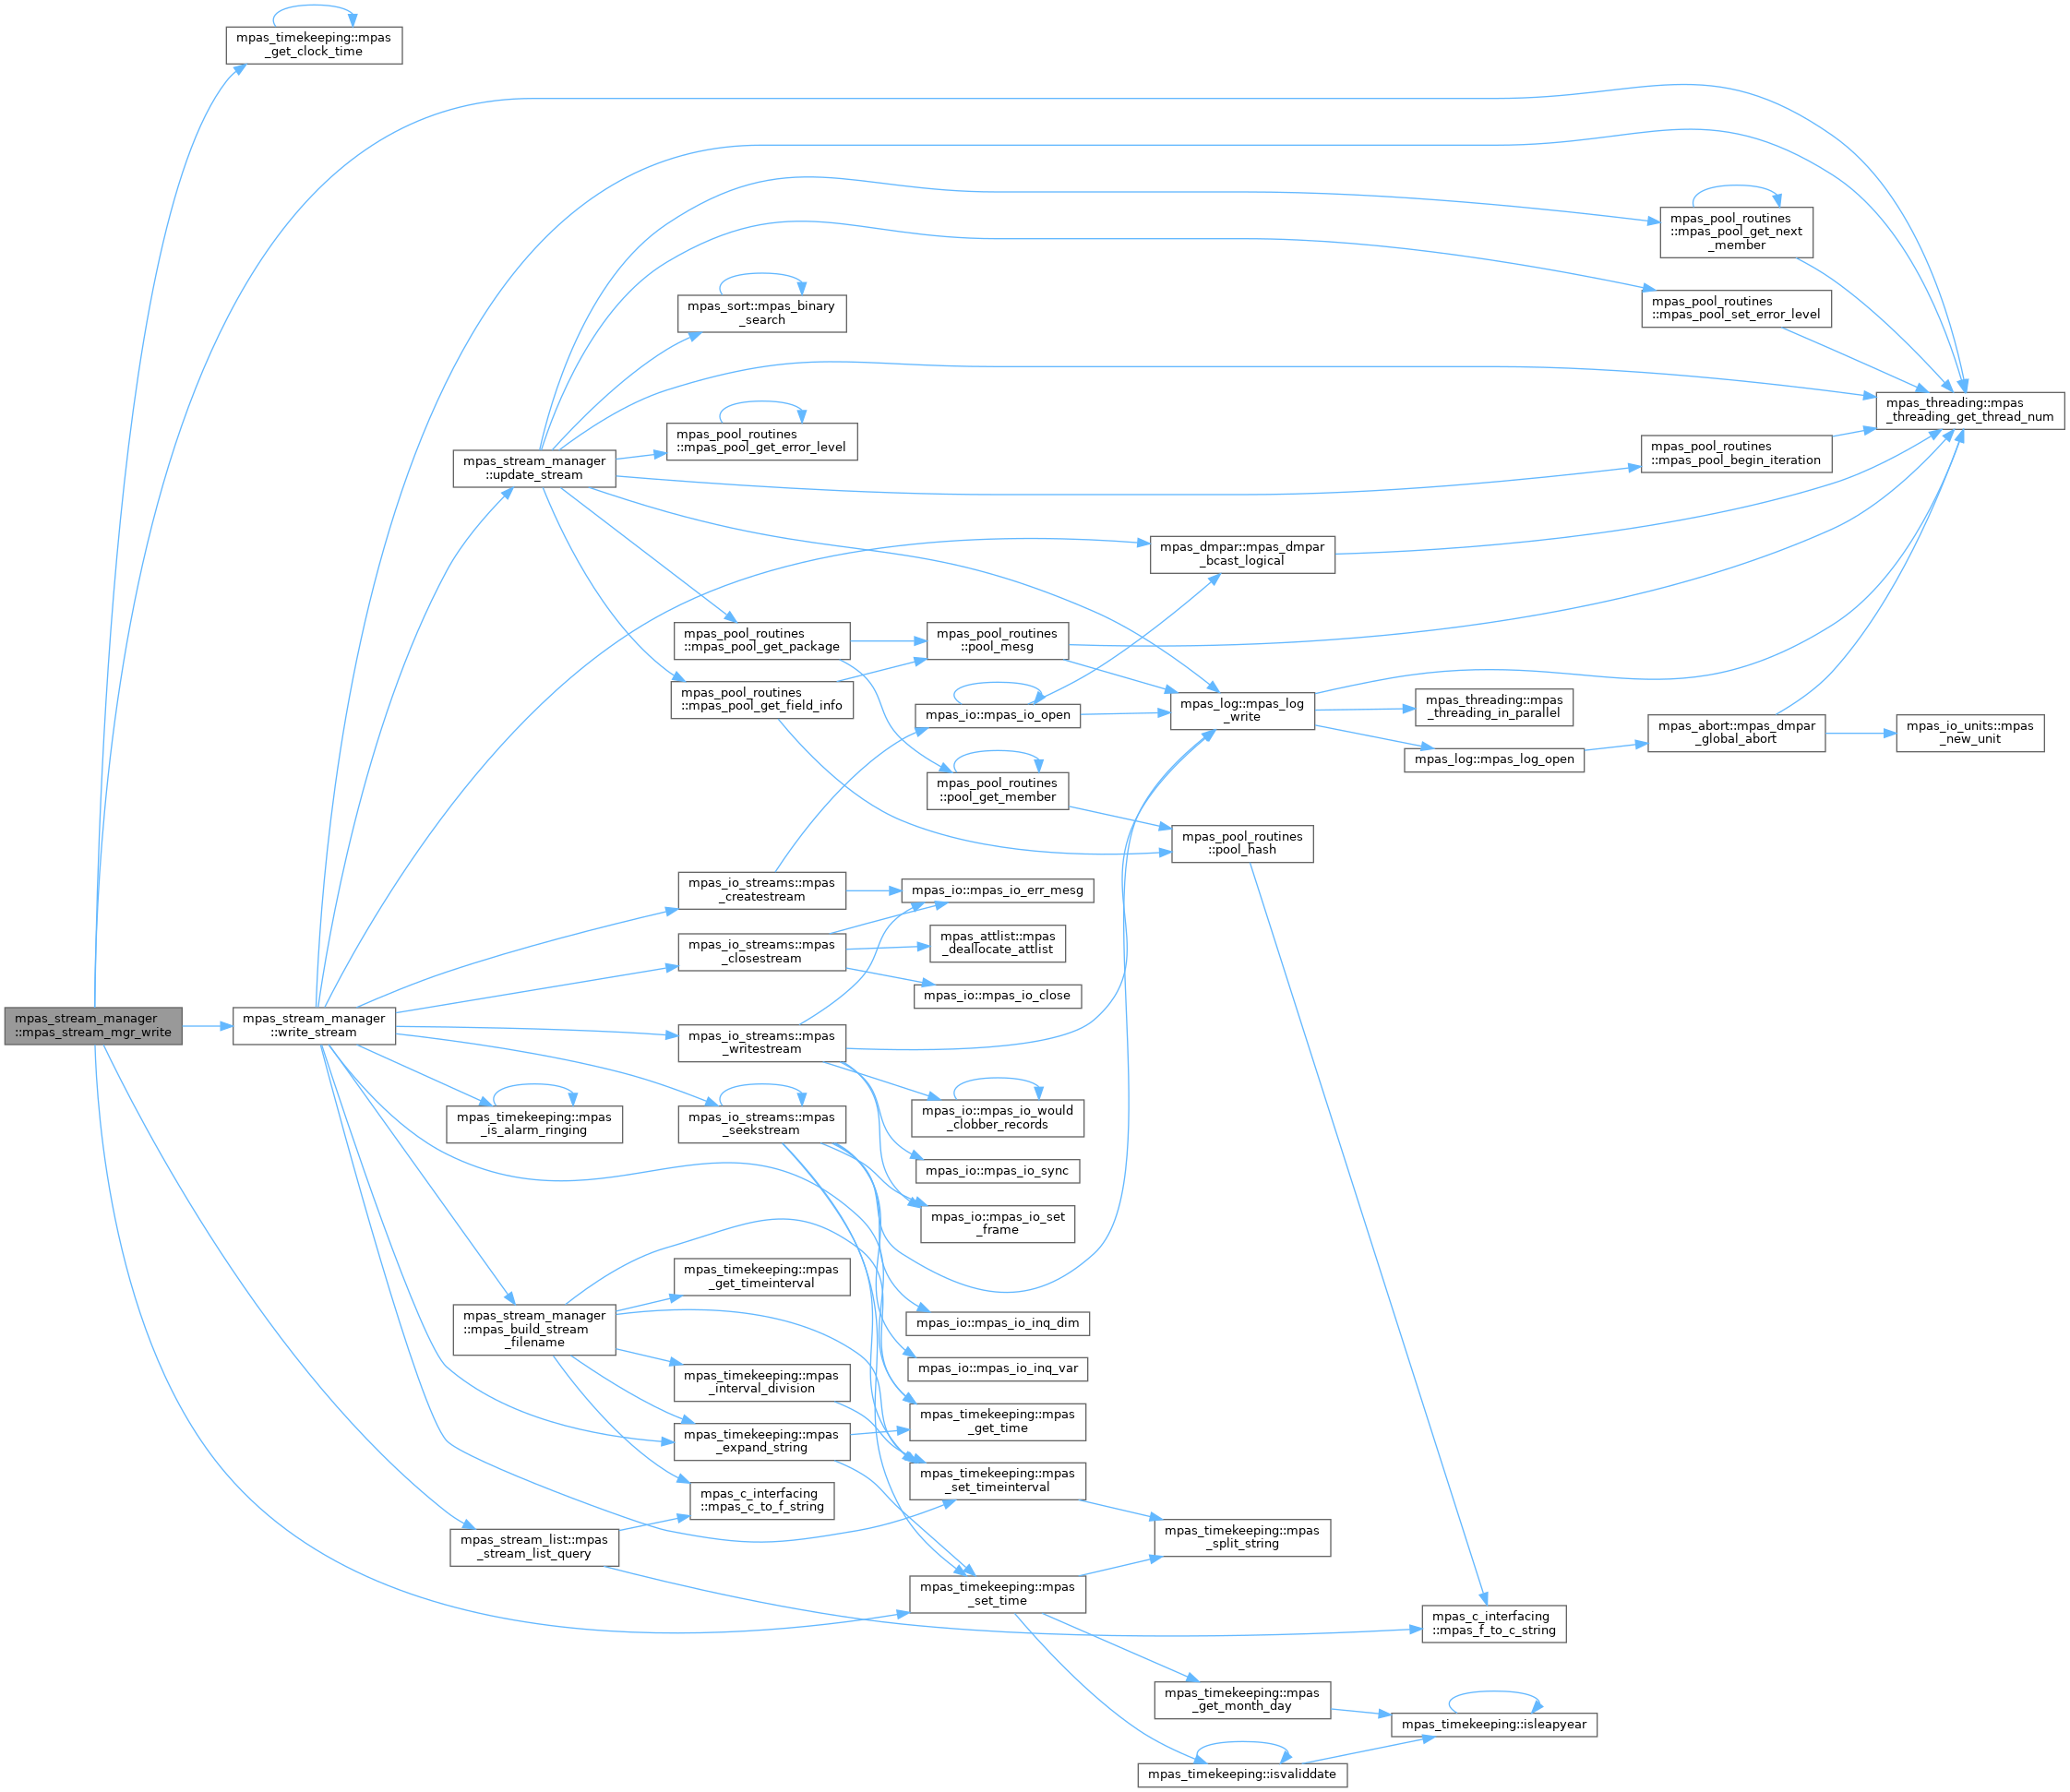 mpas_timekeeping::mpas
_get_clock_time
mpas_pool_routines
::mpas_pool_get_next
_member
mpas_sort::mpas_binary
_search
mpas_pool_routines
::mpas_pool_set_error_level
mpas_threading::mpas
_threading_get_thread_num
mpas_pool_routines
::mpas_pool_get_error_level
mpas_stream_manager
::update_stream
mpas_pool_routines
::mpas_pool_begin_iteration
mpas_dmpar::mpas_dmpar
_bcast_logical
mpas_pool_routines
::mpas_pool_get_package
mpas_pool_routines
::pool_mesg
mpas_pool_routines
::mpas_pool_get_field_info
mpas_io::mpas_io_open
mpas_log::mpas_log
_write
mpas_threading::mpas
_threading_in_parallel
mpas_abort::mpas_dmpar
_global_abort
mpas_io_units::mpas
_new_unit
mpas_log::mpas_log_open
mpas_pool_routines
::pool_get_member
mpas_pool_routines
::pool_hash
mpas_io_streams::mpas
_createstream
mpas_io::mpas_io_err_mesg
mpas_io_streams::mpas
_closestream
mpas_attlist::mpas
_deallocate_attlist
mpas_io::mpas_io_close
mpas_stream_manager
::mpas_stream_mgr_write
mpas_stream_manager
::write_stream
mpas_io_streams::mpas
_writestream
mpas_timekeeping::mpas
_is_alarm_ringing
mpas_io_streams::mpas
_seekstream
mpas_io::mpas_io_would
_clobber_records
mpas_io::mpas_io_sync
mpas_io::mpas_io_set
_frame
mpas_timekeeping::mpas
_get_timeinterval
mpas_stream_manager
::mpas_build_stream
_filename
mpas_io::mpas_io_inq_dim
mpas_io::mpas_io_inq_var
mpas_timekeeping::mpas
_interval_division
mpas_timekeeping::mpas
_get_time
mpas_timekeeping::mpas
_expand_string
mpas_timekeeping::mpas
_set_timeinterval
mpas_c_interfacing
::mpas_c_to_f_string
mpas_stream_list::mpas
_stream_list_query
mpas_timekeeping::mpas
_split_string
mpas_timekeeping::mpas
_set_time
mpas_c_interfacing
::mpas_f_to_c_string
mpas_timekeeping::mpas
_get_month_day
mpas_timekeeping::isleapyear
mpas_timekeeping::isvaliddate